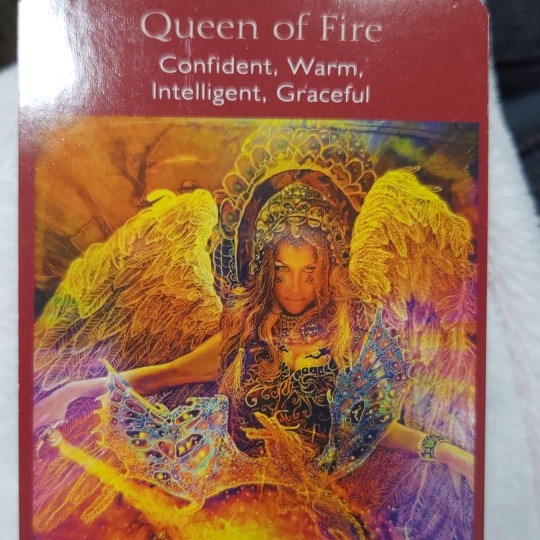 Queen of Fire
Confident, Warm,
Intelligent, Graceful